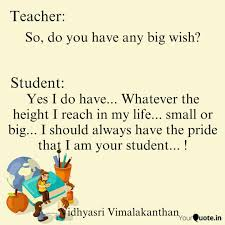 Teacher:
So, do you have any big wish?
Student:
Yes I do have... Whatever the
height I reach in my life... small or
big... I should always have the pride
that I am your student... !
Vidhyasri Vimalakanthan
YourQuote.in